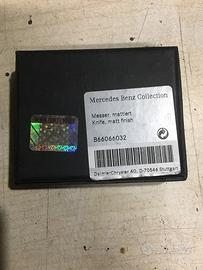 Mercedes Benz Collection
Messer, mattiert
Knife, matt finish
B66066032
DaimlerChrysler AG, D-70546 Stuttgart